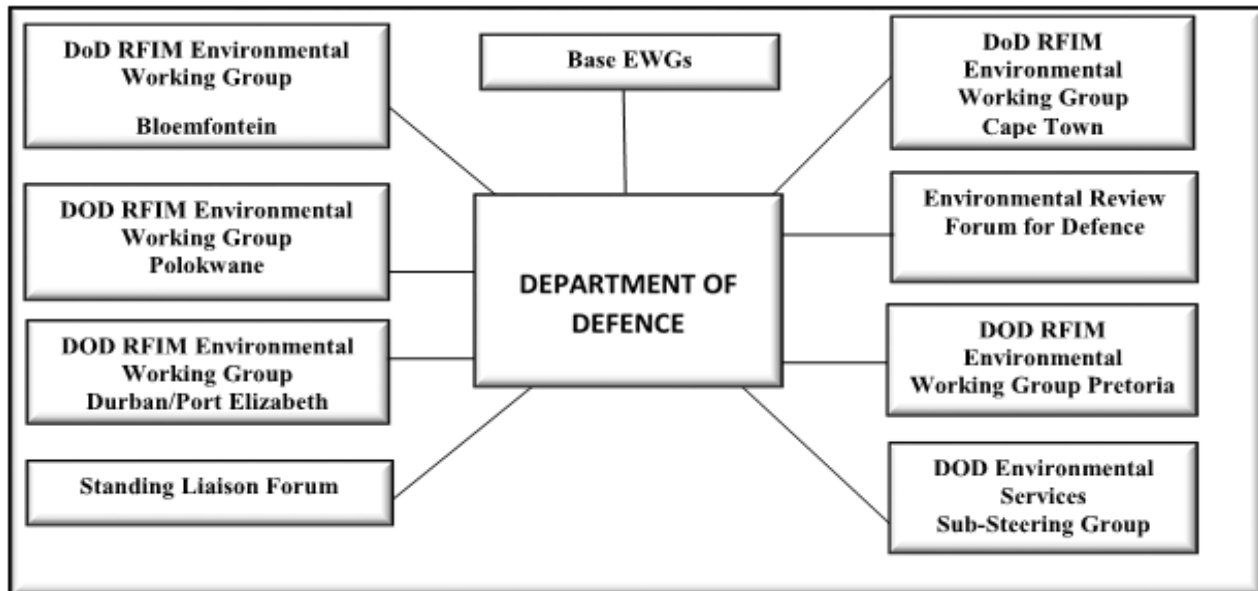 DoD RFIM Environmental
Working Group
Bloemfontein
Base EWGs
DoD RFIM
Environmental
Working Group
Cape Town
DOD RFIM Environmental
Working Group
Polokwane
Environmental Review
Forum for Defence
DEPARTMENT OF
DEFENCE
DOD RFIM Environmental
Working Group
Durban/Port Elizabeth
DOD RFIM
Environmental
Working Group Pretoria
Standing Liaison Forum
DOD Environmental
Services
Sub-Steering Group